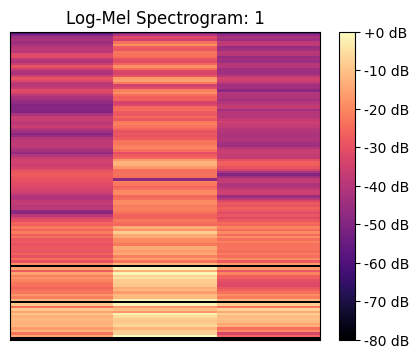 Log-Mel Spectrogram: 1
+0 dB
-10 dB
-20 dB
-30 dB
-40 dB
-50 dB
-60 dB
-70 dB
-80 dB